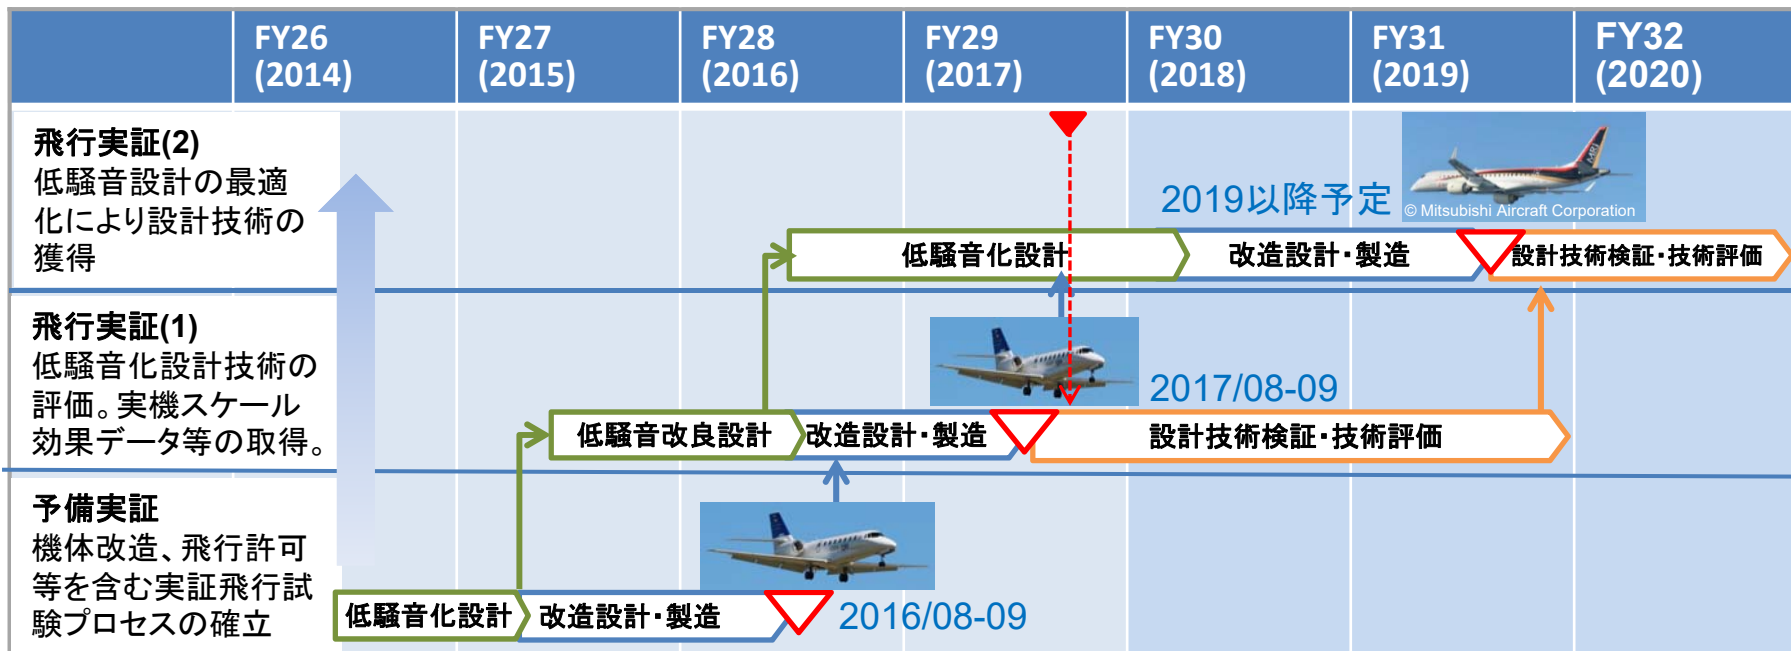 FY26
(2014)
FY27
(2015)
FY28
(2016)
FY29
(2017)
FY30
(2018)
FY31
(2019)
FY32
(2020)
飛行実証(2)
低騒音設計の最適
化により設計技術の
獲得
2019以降予定
© Mitsubishi Aircraft Corporation
MRJ
低騒音化設計
改造設計・製造
設計技術検証・技術評価
飛行実証(1)
低騒音化設計技術の
評価。実機スケール
効果データ等の取得。
2017/08-09
低騒音改良設計
改造設計・製造
設計技術検証・技術評価
予備実証
機体改造、飛行許可
等を含む実証飛行試
験プロセスの確立
低騒音化設計
改造設計・製造
2016/08-09